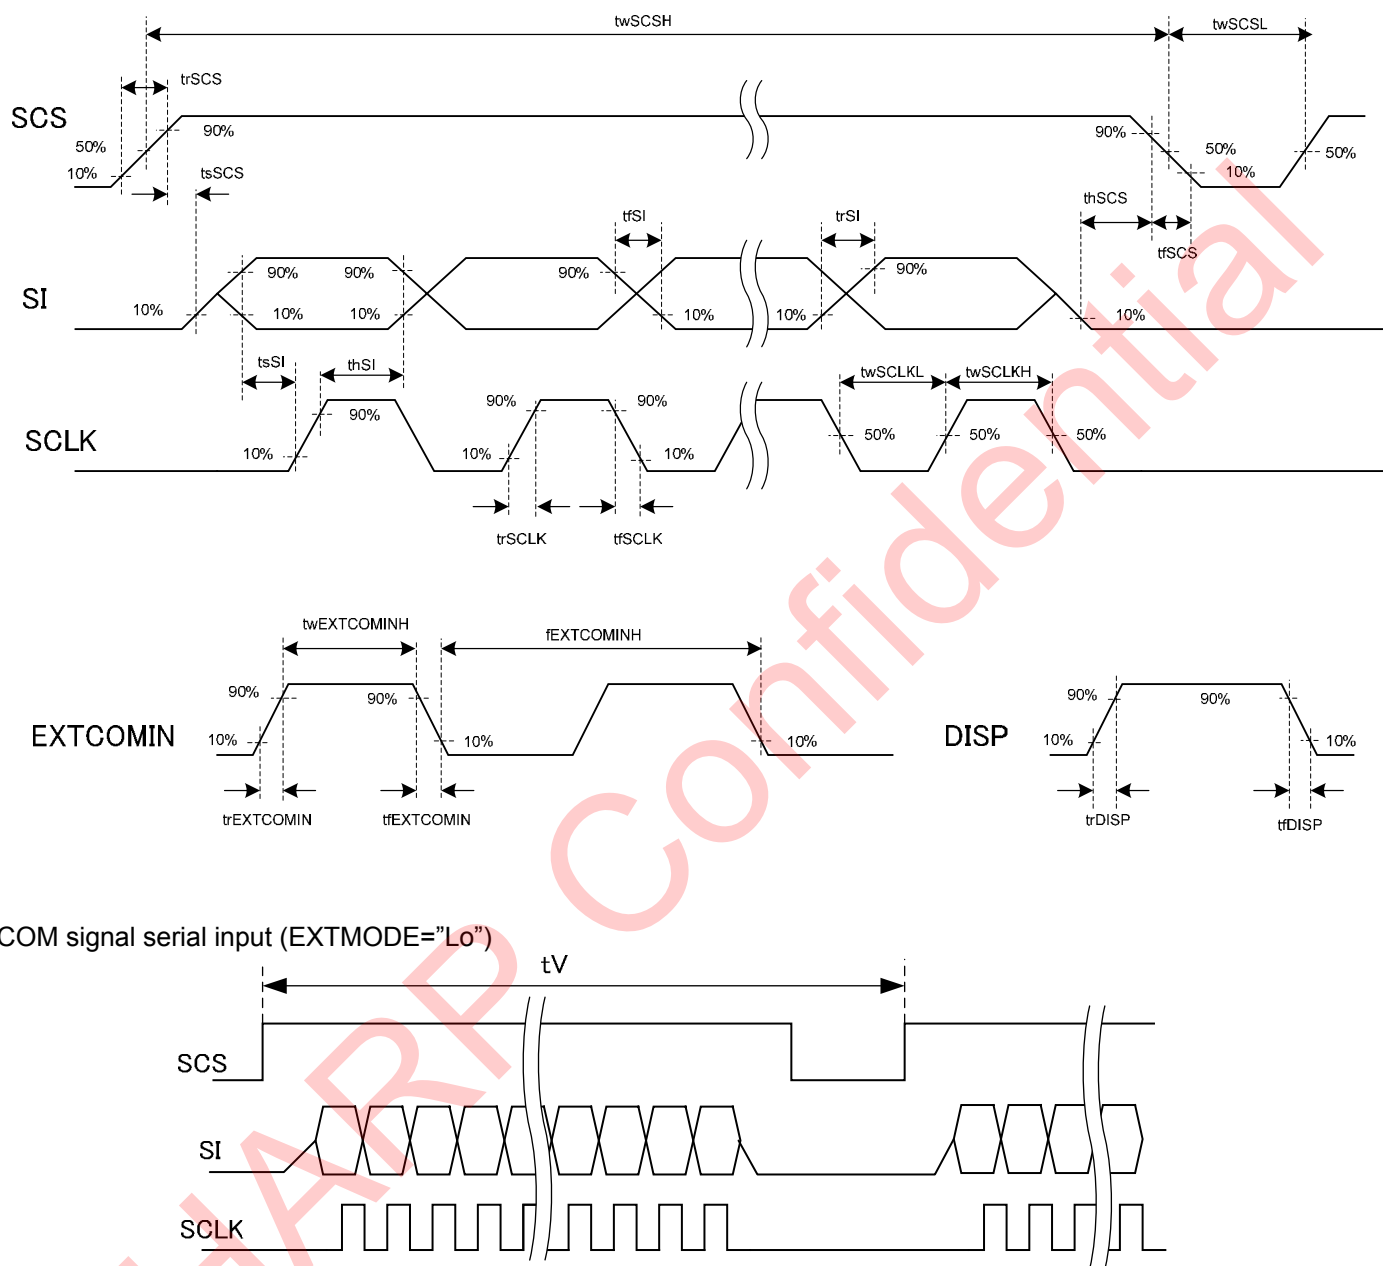 twSCSH
twSCSL
trSCS
SCS
90%
90%
50%
50%
50%
10%
10%
tsSCS
thSCS
tfSCS
tfSI
trSI
SI
90%
90%
90%
90%
10%
10%
10%
10%
10%
10%
tsSI
thSI
twSCLKL
twSCLKH
SCLK
90%
90%
90%
50%
50%
50%
10%
10%
10%
trSCLK
tfSCLK
twEXTCOMINH
fEXTCOMINH
EXTCOMIN
90%
90%
10%
10%
10%
trEXTCOMIN
tfEXTCOMIN
DISP
90%
90%
10%
10%
trDISP
tfDISP
COM signal serial input (EXTMODE=”Lo”)
tV
SCS
SI
SCLK
HARP Confidential